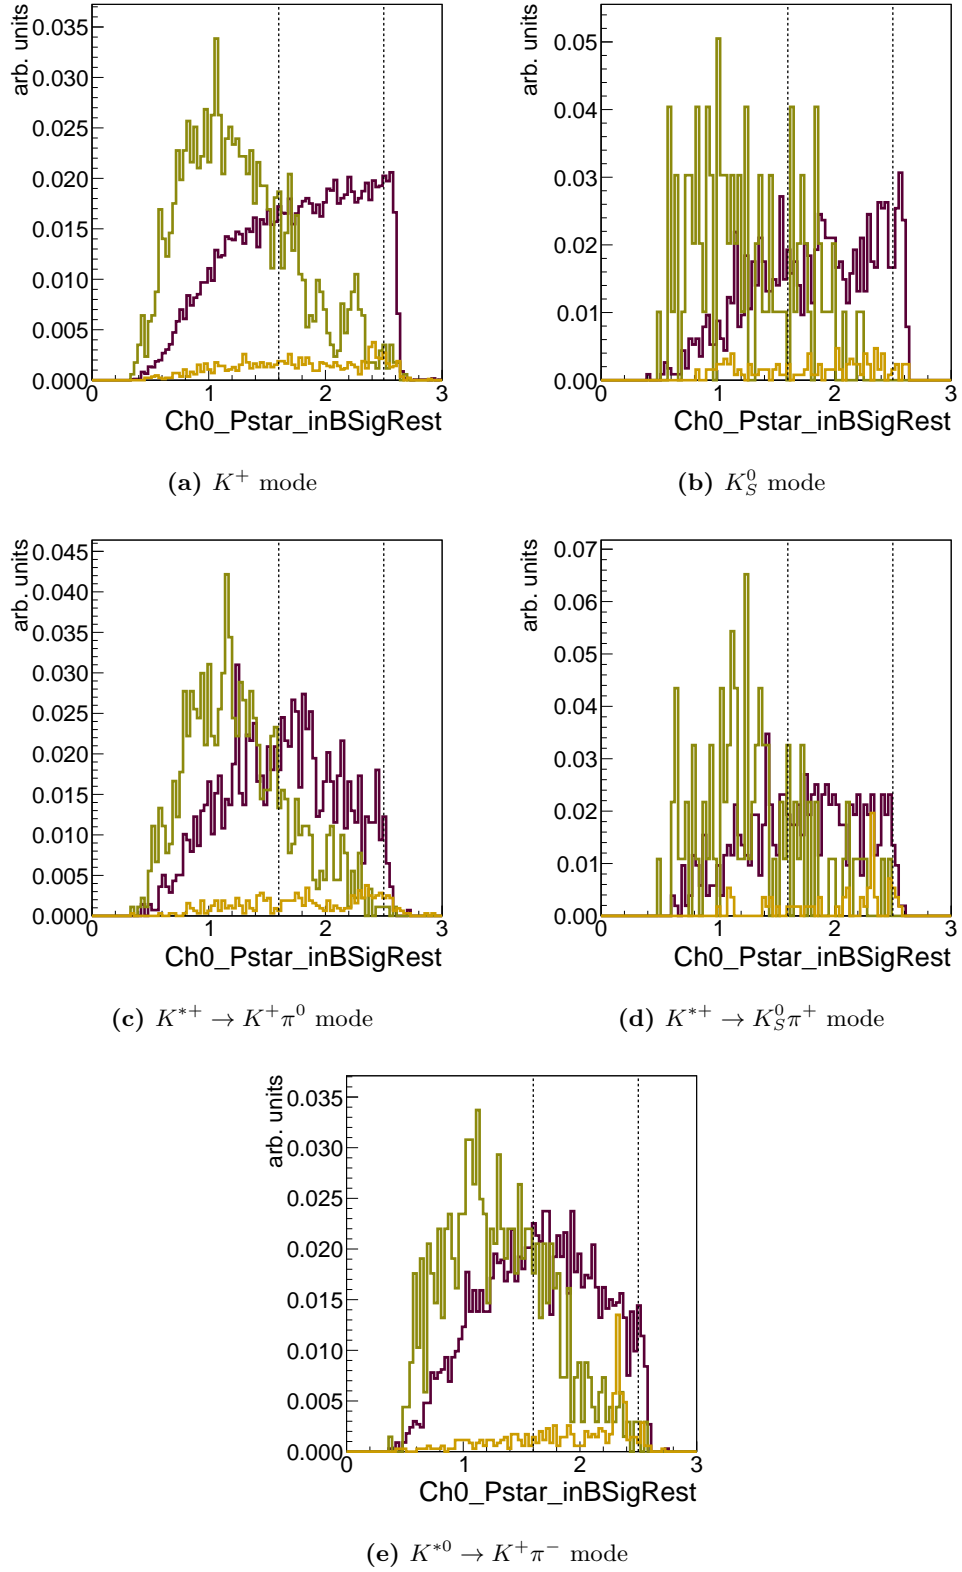 arb. units
0.035
0.030
0.025
0.020
0.015
0.010
0.005
0.000
0 1 2 3
Ch0_Pstar_inBSigRest
(a) K⁺ mode
arb. units
0.05
0.04
0.03
0.02
0.01
0.00
0 1 2 3
Ch0_Pstar_inBSigRest
(b) K_S^0 mode
arb. units
0.045
0.040
0.035
0.030
0.025
0.020
0.015
0.010
0.005
0.000
0 1 2 3
Ch0_Pstar_inBSigRest
(c) K*⁺ → K⁺π⁰ mode
arb. units
0.07
0.06
0.05
0.04
0.03
0.02
0.01
0.00
0 1 2 3
Ch0_Pstar_inBSigRest
(d) K*⁺ → K_S^0 π⁺ mode
arb. units
0.035
0.030
0.025
0.020
0.015
0.010
0.005
0.000
0 1 2 3
Ch0_Pstar_inBSigRest
(e) K*⁰ → K⁺π⁻ mode